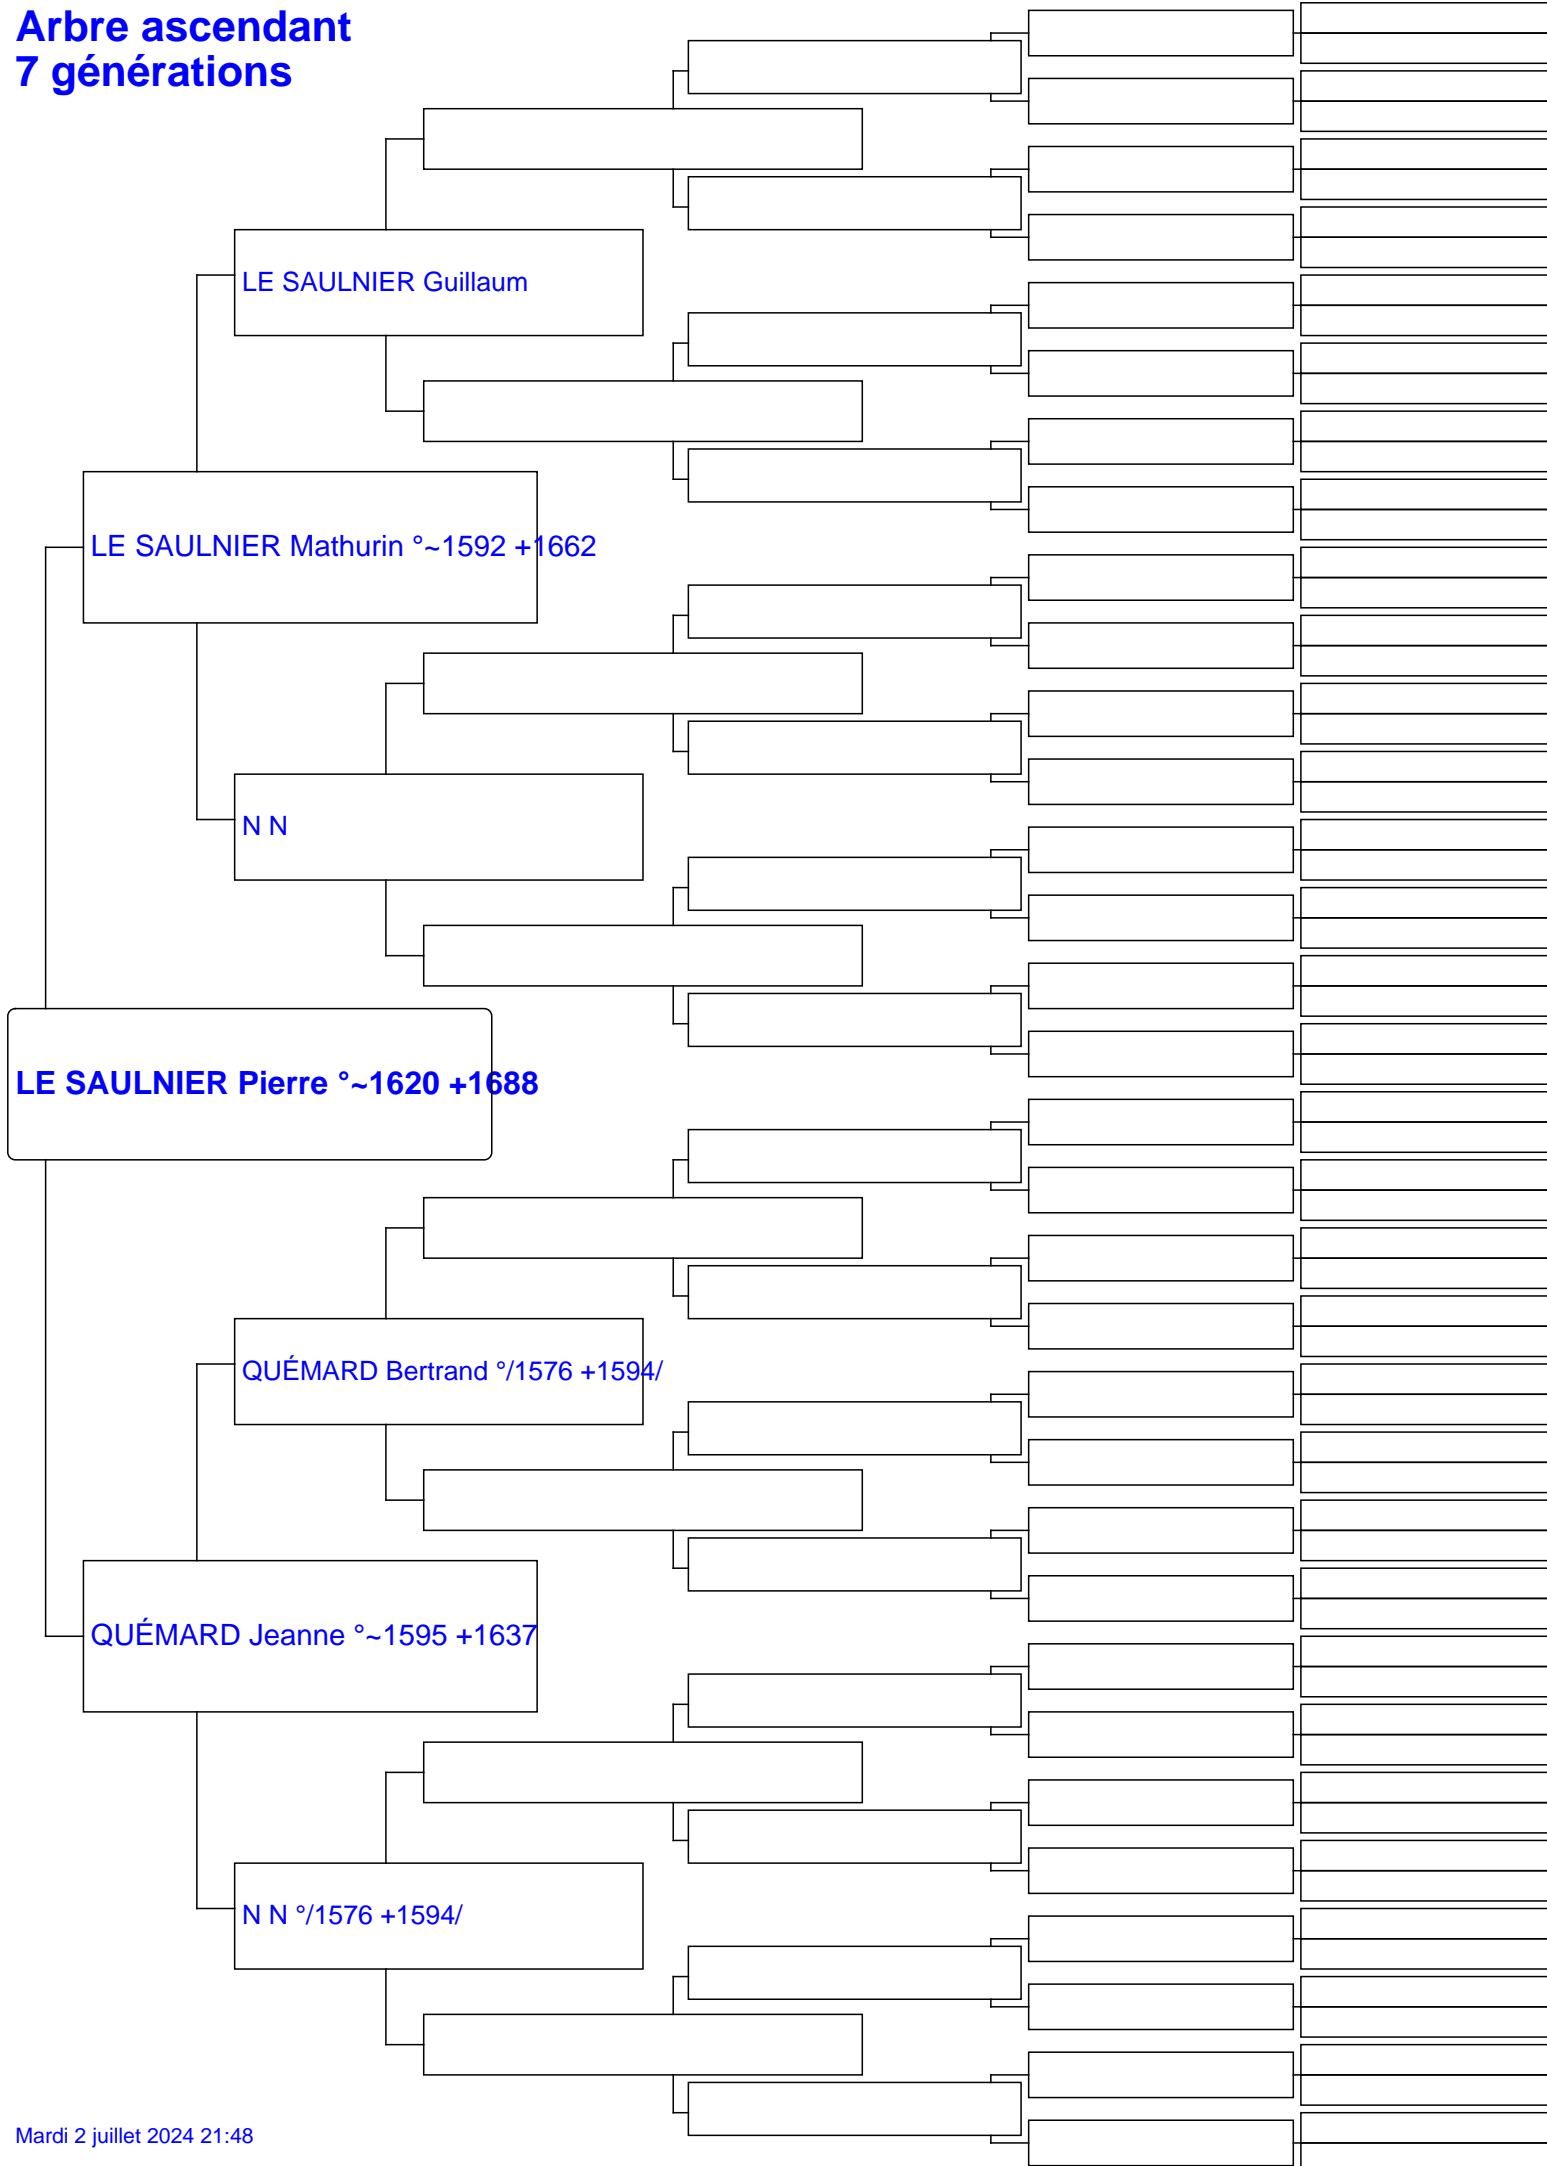 Arbre ascendant
7 générations
LE SAULNIER Guillaum
LE SAULNIER Mathurin °~1592 +1662
N N
LE SAULNIER Pierre °~1620 +1688
QUÉMARD Bertrand °/1576 +1594/
QUÉMARD Jeanne °~1595 +1637
N N °/1576 +1594/
Mardi 2 juillet 2024 21:48